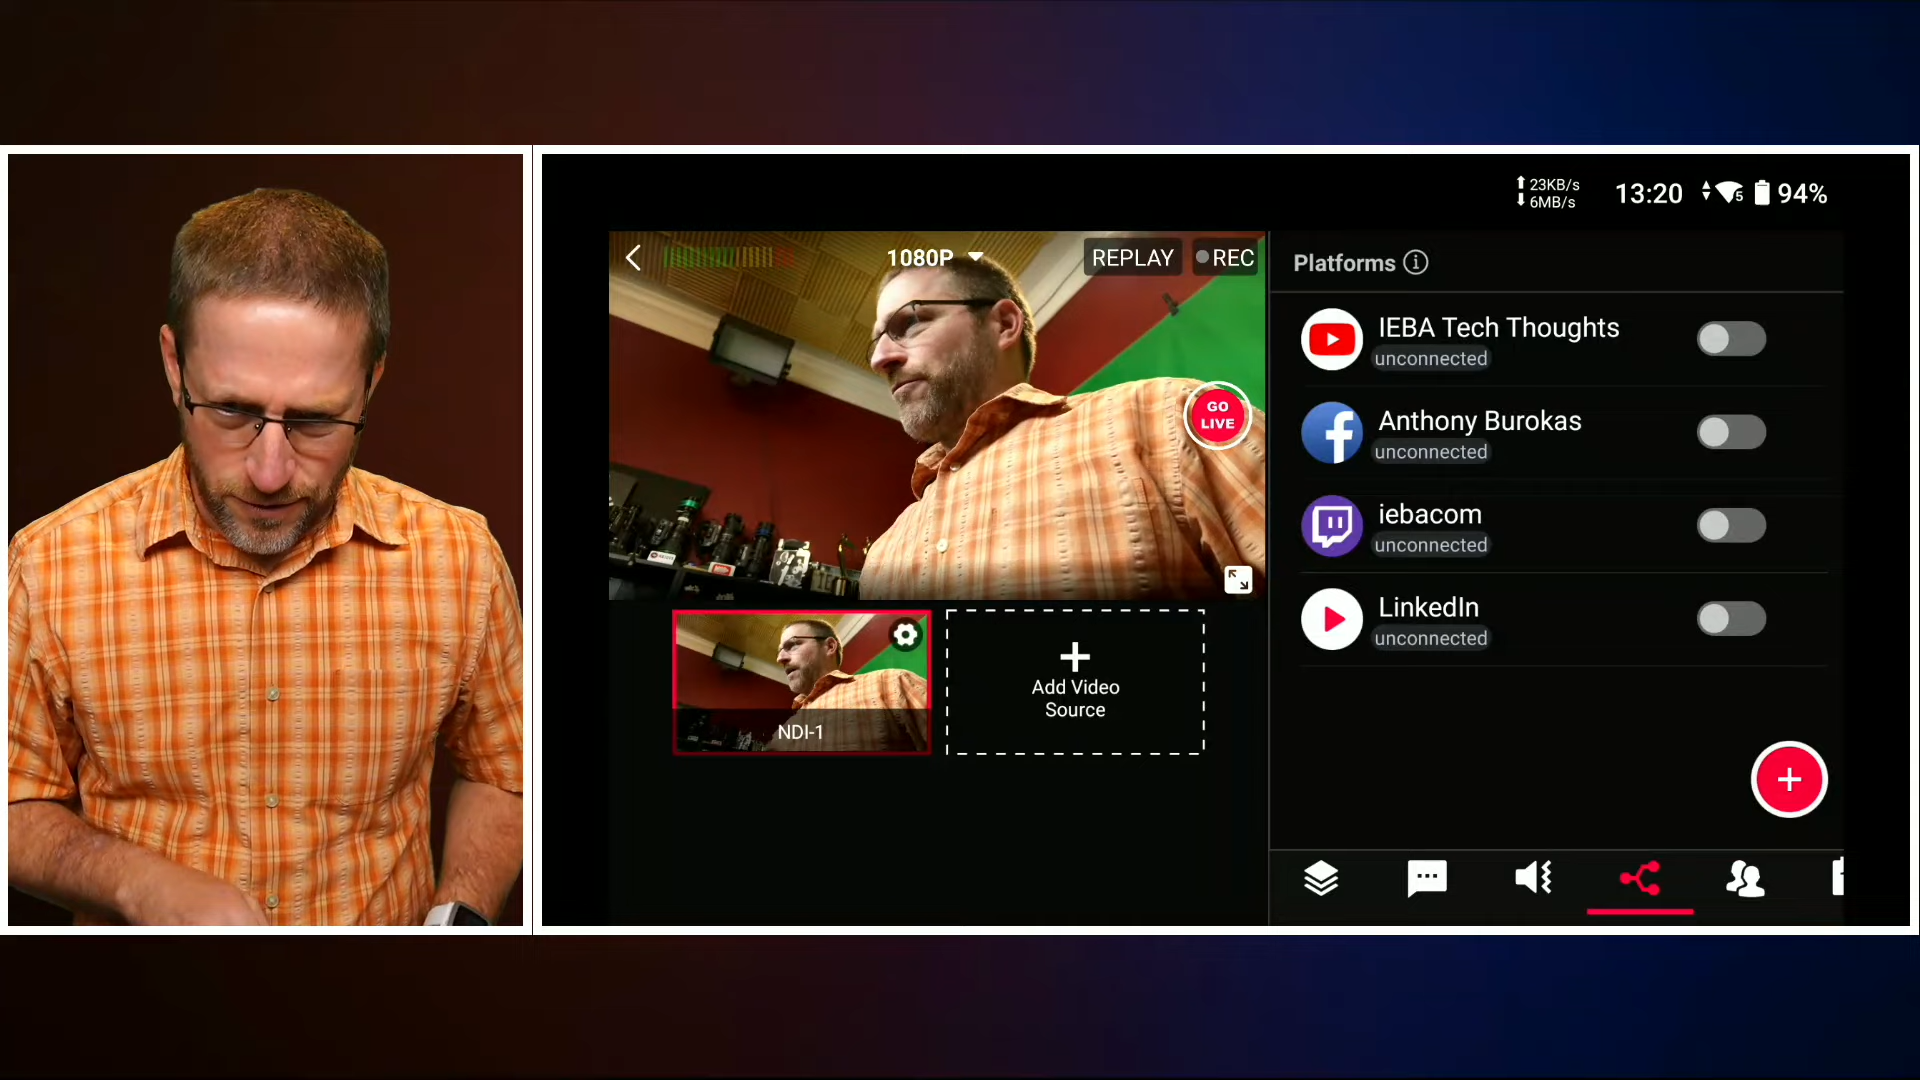 23KB/s
6MB/s
13:20
5
94%
1080P
REPLAY
REC
GO
LIVE
NDI-1
Add Video
Source
Platforms
IEBA Tech Thoughts
unconnected
Anthony Burokas
unconnected
iebacom
unconnected
LinkedIn
unconnected